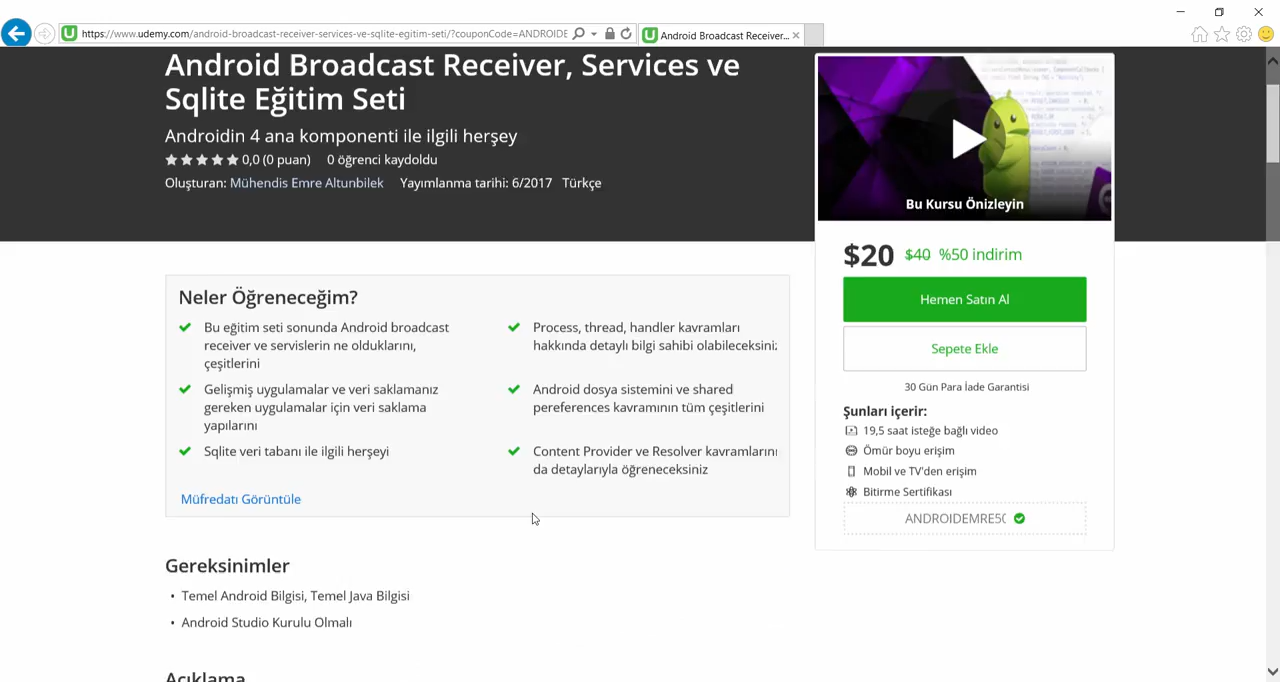 https://www.udemy.com/android-broadcast-receiver-services-ve-sqlite-egitim-seti/?couponCode=ANDROIDE
Android Broadcast Receiver...
Android Broadcast Receiver, Services ve
Sqlite Eğitim Seti
Androidin 4 ana komponenti ile ilgili herşey
0,0 (0 puan) 0 öğrenci kaydoldu
Oluşturan: Mühendis Emre Altunbilek Yayımlanma tarihi: 6/2017 Türkçe
Bu Kursu Önizleyin
$20 $40 %50 indirim
Hemen Satın Al
Sepete Ekle
30 Gün Para İade Garantisi
Şunları içerir:
19,5 saat isteğe bağlı video
Ömür boyu erişim
Mobil ve TV'den erişim
Bitirme Sertifikası
ANDROIDEMRE50
Neler Öğreneceğim?
Bu eğitim seti sonunda Android broadcast
receiver ve servislerin ne olduklarını,
çeşitlerini
Gelişmiş uygulamalar ve veri saklamanız
gereken uygulamalar için veri saklama
yapılarını
Sqlite veri tabanı ile ilgili herşeyi
Process, thread, handler kavramları
hakkında detaylı bilgi sahibi olabileceksiniz
Android dosya sistemini ve shared
pereferences kavramının tüm çeşitlerini
Content Provider ve Resolver kavramlarını
da detaylarıyla öğreneceksiniz
Müfredatı Görüntüle
Gereksinimler
• Temel Android Bilgisi, Temel Java Bilgisi
• Android Studio Kurulu Olmalı
Açıklama